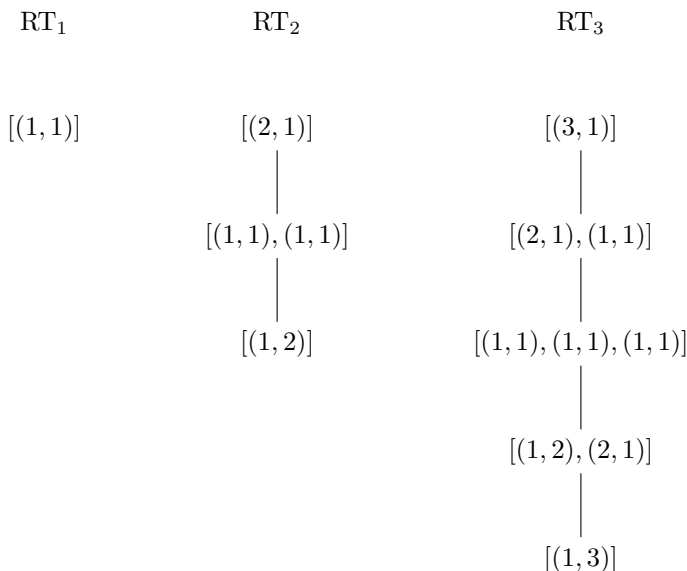 RT₁ RT₂ RT₃
[(1, 1)] [(2, 1)] [(3, 1)]
[(1, 1), (1, 1)] [(2, 1), (1, 1)]
[(1, 2)] [(1, 1), (1, 1), (1, 1)]
[(1, 2), (2, 1)]
[(1, 3)]